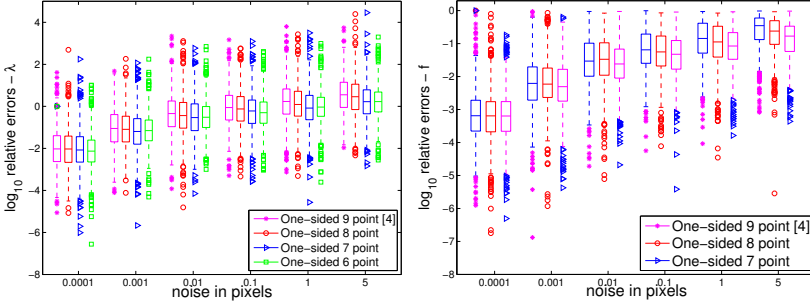 log10 relative errors – λ
6
4
2
0
−2
−4
−6
−8
0.0001
0.001
0.01
0.1
1
5
noise in pixels
One-sided 9 point [4]
One-sided 8 point
One-sided 7 point
One-sided 6 point
log10 relative errors – f
−0
−1
−2
−3
−4
−5
−6
−7
−8
0.0001
0.001
0.01
0.1
1
5
noise in pixels
One-sided 9 point [4]
One-sided 8 point
One-sided 7 point